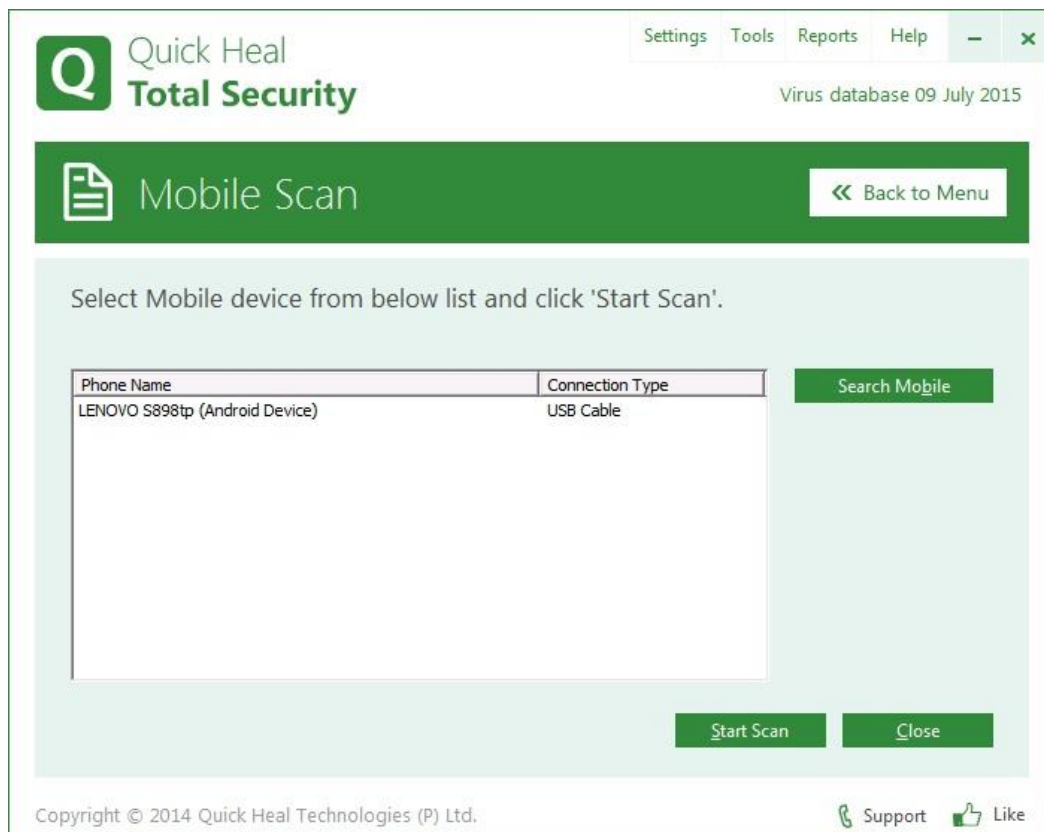 Settings Tools Reports Help
Q Quick Heal
Total Security
Virus database 09 July 2015
Mobile Scan
Back to Menu
Select Mobile device from below list and click 'Start Scan'.
Phone Name Connection Type
Search Mobile
LENOVO S898tp (Android Device) USB Cable
Start Scan Close
Copyright © 2014 Quick Heal Technologies (P) Ltd.
Support Like